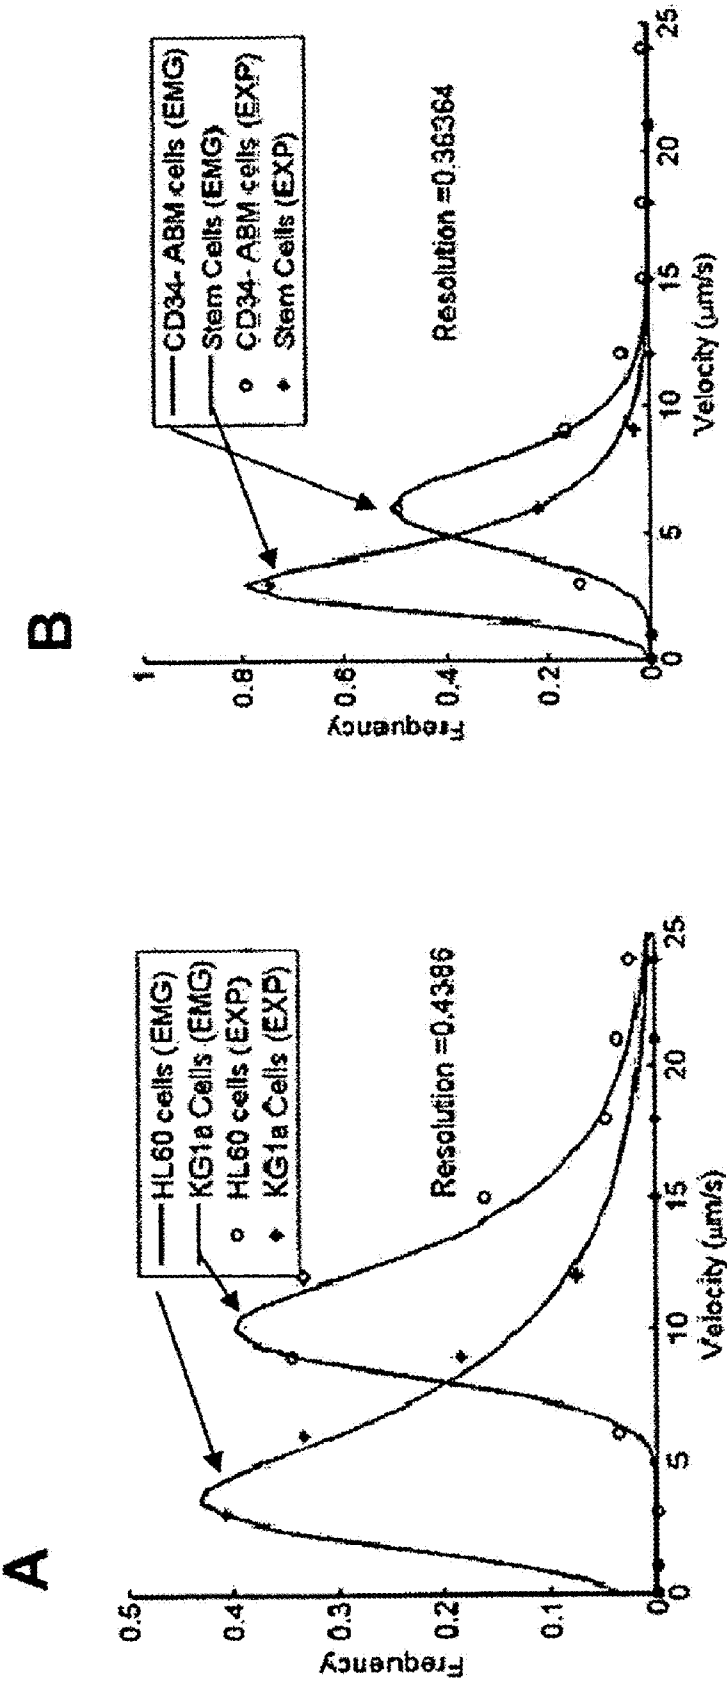 A
HL60 cells (EMG)
KG1a Cells (EMG)
HL60 cells (EXP)
KG1a Cells (EXP)
Resolution =0.4386
Frequency
0.5
0.4
0.3
0.2
0.1
0
0
5
10
15
20
25
Velocity (μm/s)
B
CD34- ABM cells (EMG)
Stem Cells (EMG)
CD34- ABM cells (EXP)
Stem Cells (EXP)
Resolution =0.36364
Frequency
1
0.8
0.6
0.4
0.2
0
0
5
10
15
20
25
Velocity (μm/s)